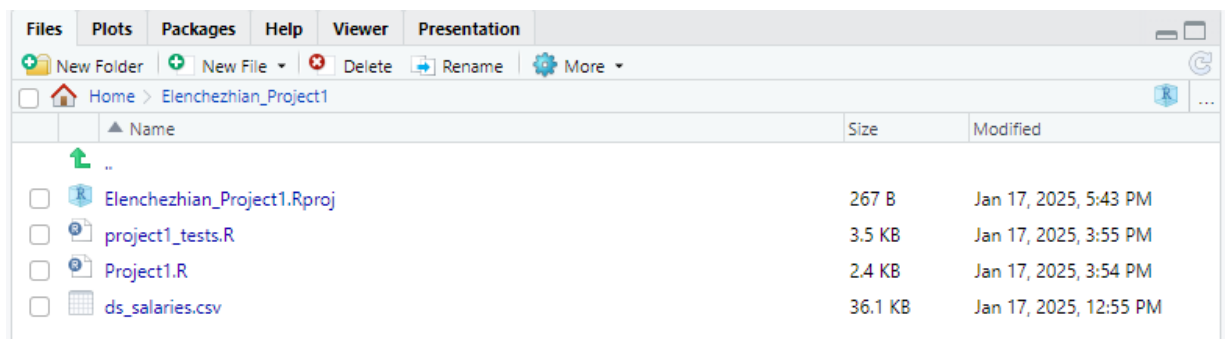 Files Plots Packages Help Viewer Presentation
New Folder New File Delete Rename More
Home > Elenchezhian_Project1 R ...
Name Size Modified
..
Elenchezhian_Project1.Rproj 267 B Jan 17, 2025, 5:43 PM
project1_tests.R 3.5 KB Jan 17, 2025, 3:55 PM
Project1.R 2.4 KB Jan 17, 2025, 3:54 PM
ds_salaries.csv 36.1 KB Jan 17, 2025, 12:55 PM